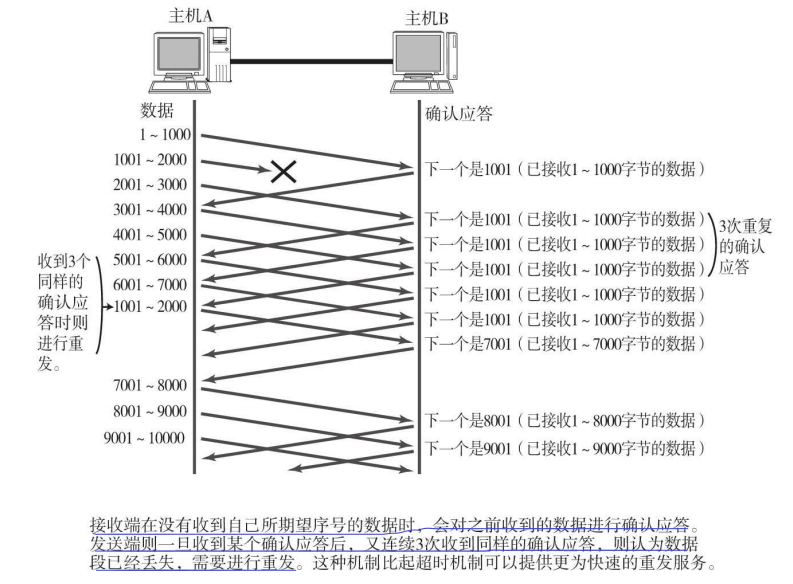 主机A
主机B
数据
确认应答
1~1000
1001~2000
下一个是1001（已接收1~1000字节的数据）
2001~3000
3001~4000
下一个是1001（已接收1~1000字节的数据）
4001~5000
下一个是1001（已接收1~1000字节的数据）
5001~6000
下一个是1001（已接收1~1000字节的数据）
3次重复
的确认
应答
6001~7000
下一个是1001（已接收1~1000字节的数据）
1001~2000
下一个是1001（已接收1~1000字节的数据）
收到3个
同样的
确认应
答时则
进行重
发。
下一个是7001（已接收1~7000字节的数据）
7001~8000
8001~9000
下一个是8001（已接收1~8000字节的数据）
9001~10000
下一个是9001（已接收1~9000字节的数据）
接收端在没有收到自己所期望序号的数据时，会对之前收到的数据进行确认应答。
发送端则一旦收到某个确认应答后，又连续3次收到同样的确认应答，则认为数据
段已经丢失，需要进行重发。这种机制比起超时机制可以提供更为快速的重发服务。